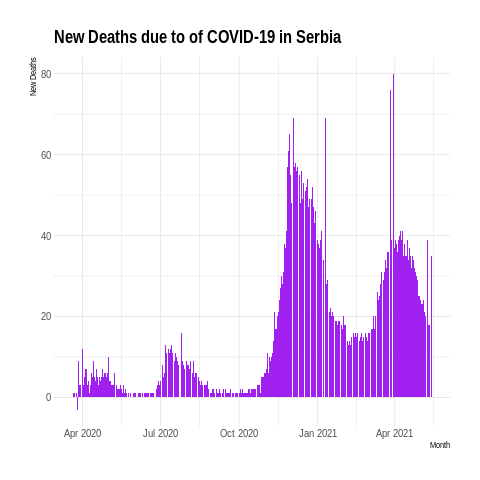 New Deaths due to of COVID-19 in Serbia
New Deaths
80
60
40
20
0
Apr 2020 Jul 2020 Oct 2020 Jan 2021 Apr 2021
Month